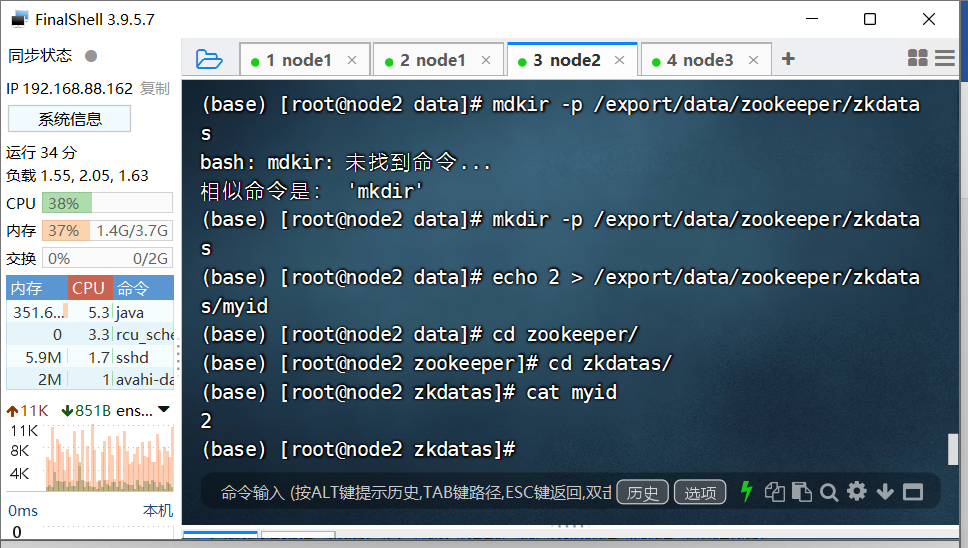 FinalShell 3.9.5.7
同步状态
IP 192.168.88.162 复制
系统信息
运行 34 分
负载 1.55, 2.05, 1.63
CPU 38%
内存 37% 1.4G/3.7G
交换 0% 0/2G
内存 CPU 命令
351.6... 5.3 java
0 3.3 rcu_sche
5.9M 1.7 sshd
2M 1 avahi-da
11K 851B ens...
11K
8K
4K
0ms 本机
0
1 node1
2 node1
3 node2
4 node3
(base) [root@node2 data]# mdkir -p /export/data/zookeeper/zkdata
s
bash: mdkir: 未找到命令...
相似命令是： 'mkdir'
(base) [root@node2 data]# mkdir -p /export/data/zookeeper/zkdata
s
(base) [root@node2 data]# echo 2 > /export/data/zookeeper/zkdata
s/myid
(base) [root@node2 data]# cd zookeeper/
(base) [root@node2 zookeeper]# cd zkdatas/
(base) [root@node2 zkdatas]# cat myid
2
(base) [root@node2 zkdatas]#
命令输入 (按ALT键提示历史,TAB键路径,ESC键返回,双击
历史 选项